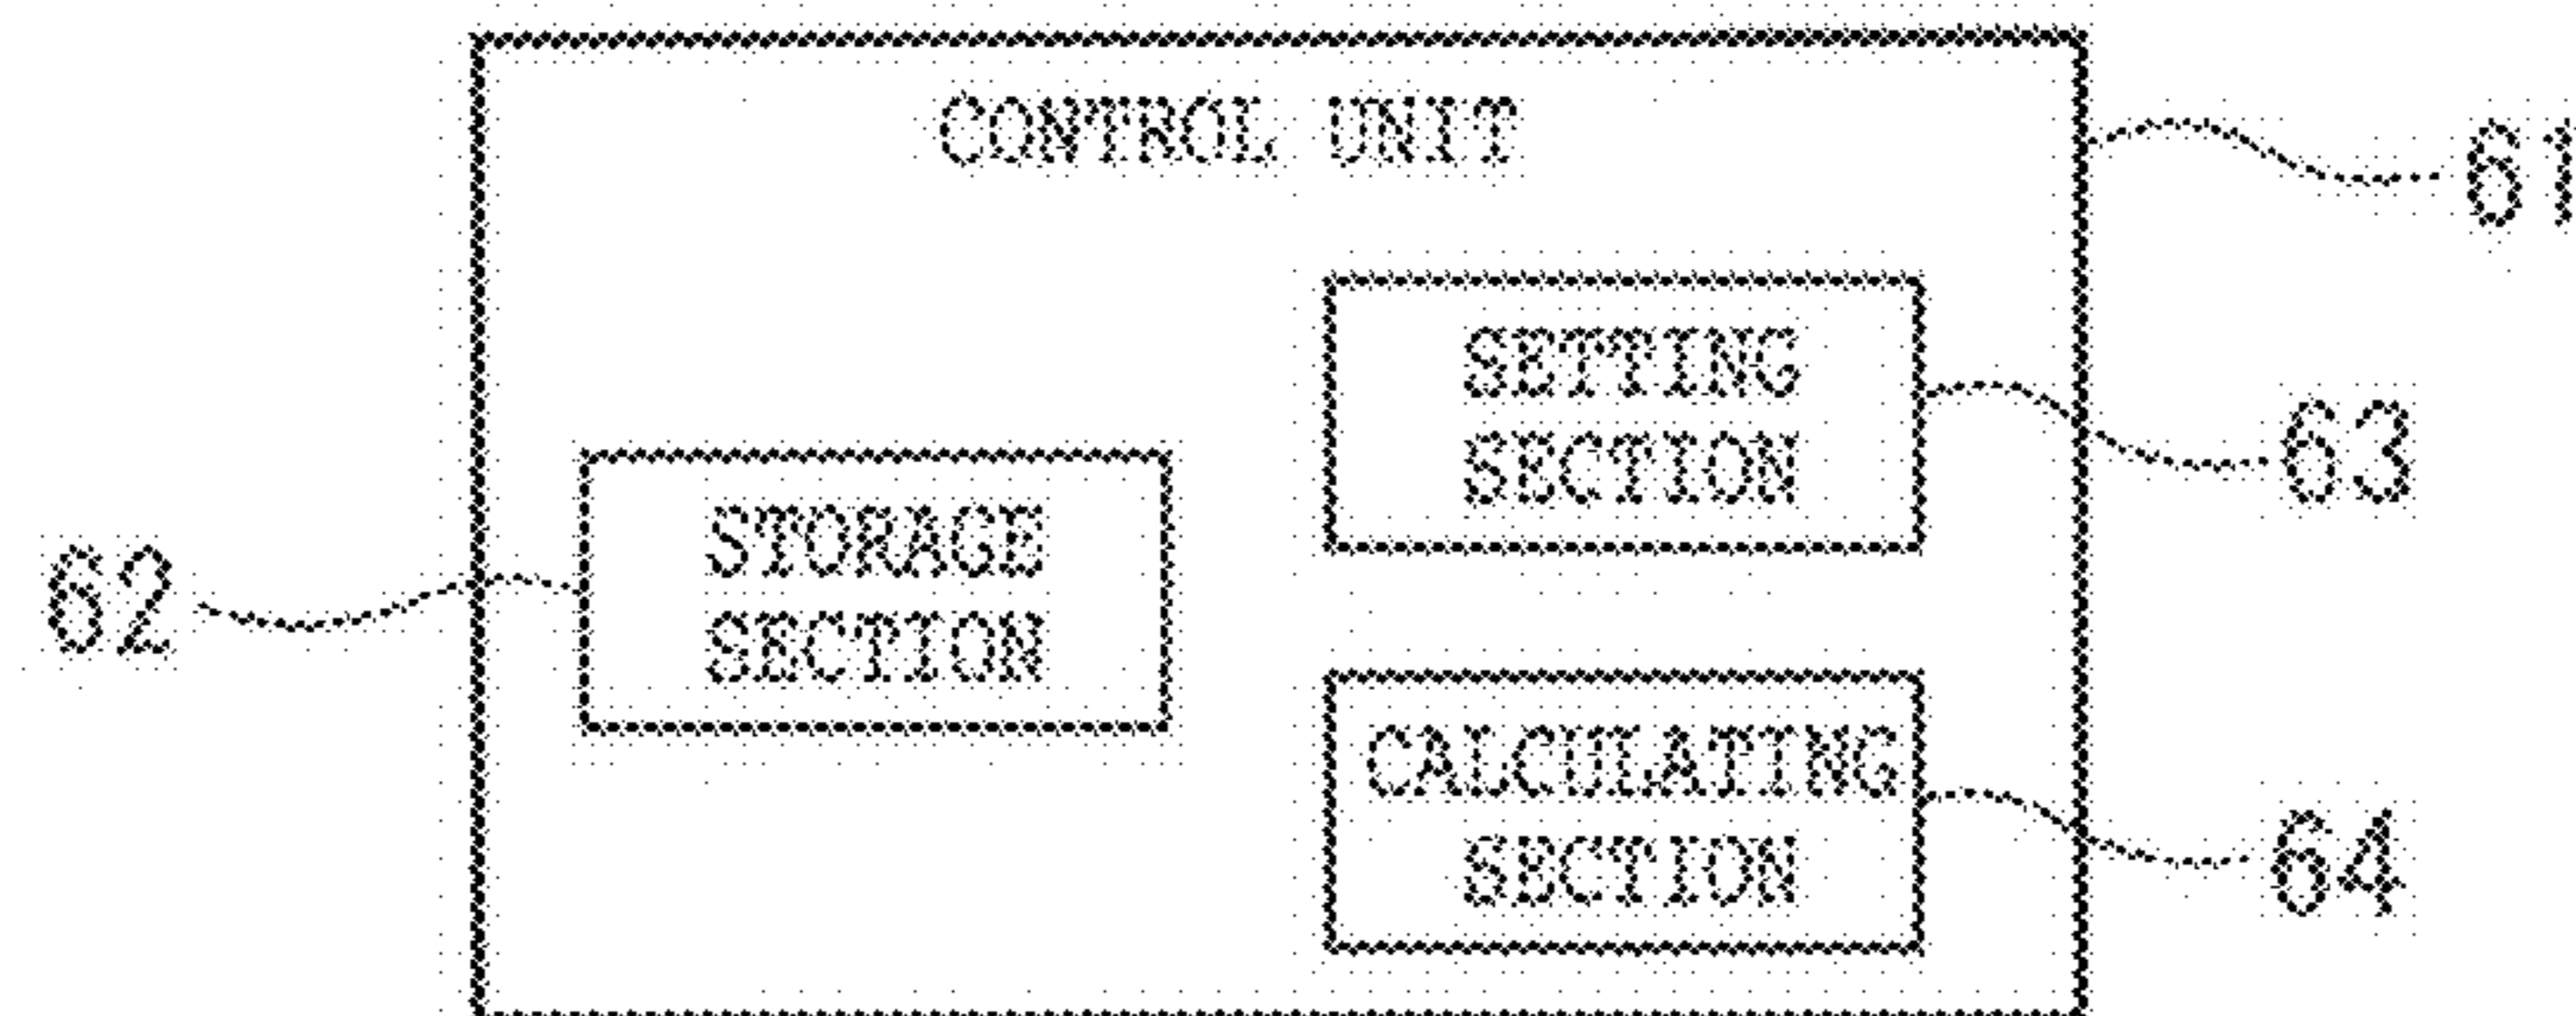 CONTROL UNIT
61
SETTING
SECTION
63
STORAGE
SECTION
62
CALCULATING
SECTION
64